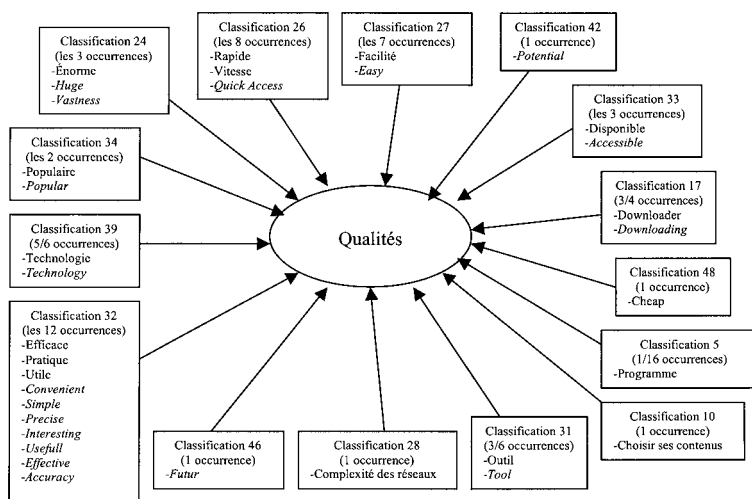 Classification 24
(les 3 occurrences)
-Énorme
-Huge
-Vastness
Classification 26
(les 8 occurrences)
-Rapide
-Vitesse
-Quick Access
Classification 27
(les 7 occurrences)
-Facilité
-Easy
Classification 42
(1 occurrence)
-Potential
Classification 33
(les 3 occurrences)
-Disponible
-Accessible
Classification 34
(les 2 occurrences)
-Populaire
-Popular
Classification 17
(3/4 occurrences)
-Downloader
-Downloading
Classification 39
(5/6 occurrences)
-Technologie
-Technology
Qualités
Classification 48
(1 occurrence)
-Cheap
Classification 32
(les 12 occurrences)
-Efficace
-Pratique
-Utile
-Convenient
-Simple
-Precise
-Interesting
-Usefull
-Effective
-Accuracy
Classification 5
(1/16 occurrences)
-Programme
Classification 10
(1 occurrence)
-Choisir ses contenus
Classification 46
(1 occurrence)
-Futur
Classification 28
(1 occurrence)
-Complexité des réseaux
Classification 31
(3/6 occurrences)
-Outil
-Tool